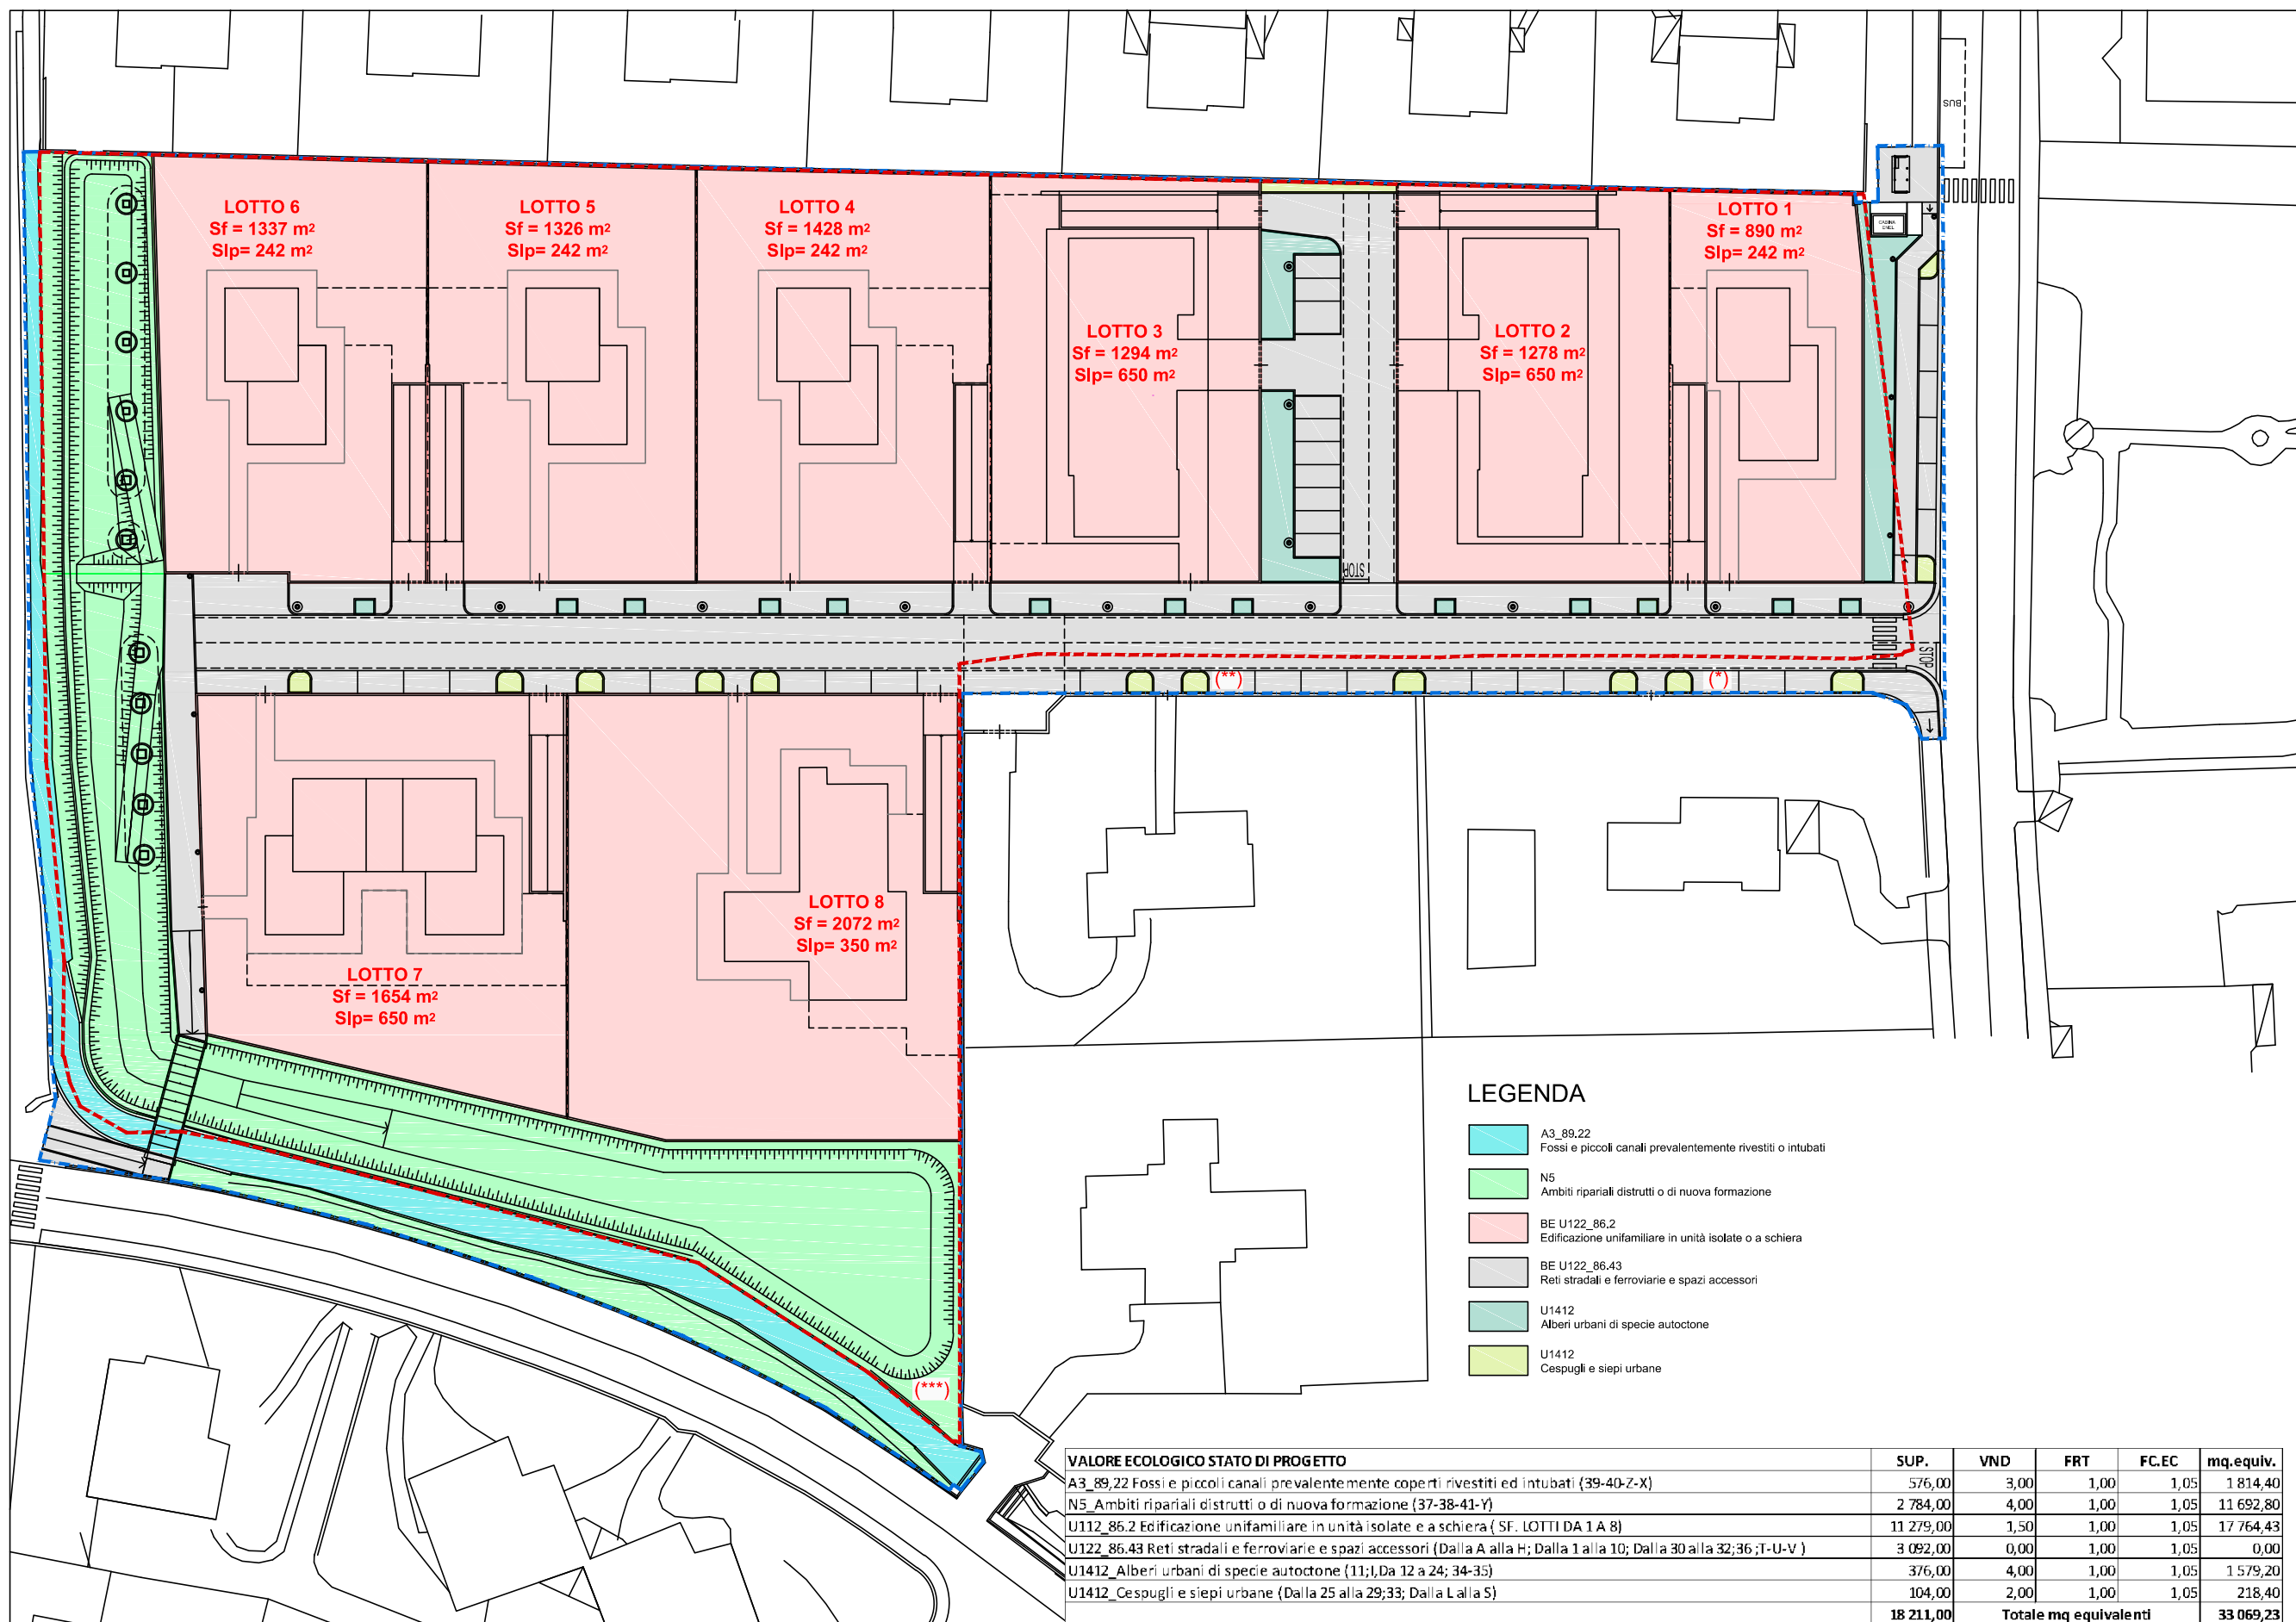 BUS
LOTTO 6
Sf = 1337 m²
Slp= 242 m²
LOTTO 5
Sf = 1326 m²
Slp= 242 m²
LOTTO 4
Sf = 1428 m²
Slp= 242 m²
LOTTO 3
Sf = 1294 m²
Slp= 650 m²
LOTTO 2
Sf = 1278 m²
Slp= 650 m²
LOTTO 1
Sf = 890 m²
Slp= 242 m²
CABINA
ENEL
STOP
STOP
(**)
(*)
LOTTO 7
Sf = 1654 m²
Slp= 650 m²
LOTTO 8
Sf = 2072 m²
Slp= 350 m²
(***)
LEGENDA
A3_89.22
Fossi e piccoli canali prevalentemente rivestiti o intubati
N5
Ambiti ripariali distrutti o di nuova formazione
BE U122_86.2
Edificazione unifamiliare in unità isolate o a schiera
BE U122_86.43
Reti stradali e ferroviarie e spazi accessori
U1412
Alberi urbani di specie autoctone
U1412
Cespugli e siepi urbane
VALORE ECOLOGICO STATO DI PROGETTO SUP. VND FRT FC.EC mq.equiv.
A3_89,22 Fossi e piccoli canali prevalentemente coperti rivestiti ed intubati (39-40-Z-X) 576,00 3,00 1,00 1,05 1 814,40
N5_Ambiti ripariali distrutti o di nuova formazione (37-38-41-Y) 2 784,00 4,00 1,00 1,05 11 692,80
U112_86.2 Edificazione unifamiliare in unità isolate e a schiera ( SF. LOTTI DA 1 A 8) 11 279,00 1,50 1,00 1,05 17 764,43
U122_86.43 Reti stradali e ferroviarie e spazi accessori (Dalla A alla H; Dalla 1 alla 10; Dalla 30 alla 32;36 ;T-U-V ) 3 092,00 0,00 1,00 1,05 0,00
U1412_Alberi urbani di specie autoctone (11;I,Da 12 a 24; 34-35) 376,00 4,00 1,00 1,05 1 579,20
U1412_Cespugli e siepi urbane (Dalla 25 alla 29;33; Dalla L alla S) 104,00 2,00 1,00 1,05 218,40
18 211,00 Totale mq equivalenti 33 069,23